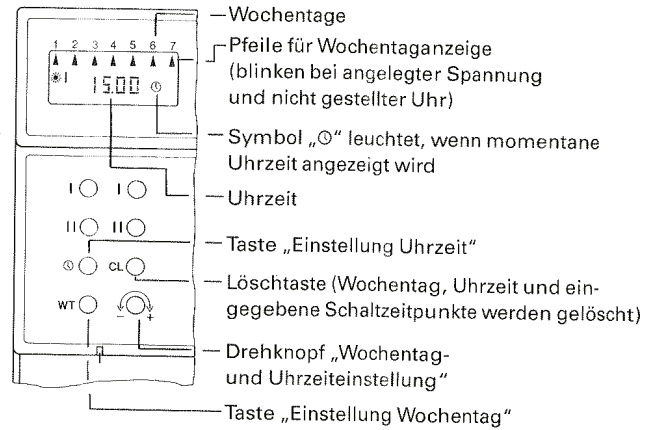 Wochentage
1 2 3 4 5 6 7
Pfeile für Wochentaganzeige
(blinken bei angelegter Spannung
und nicht gestellter Uhr)
I 15.00
Symbol „🕔" leuchtet, wenn momentane
Uhrzeit angezeigt wird
Uhrzeit
I I
II II
Taste „Einstellung Uhrzeit"
CL
Löschtaste (Wochentag, Uhrzeit und ein-
gegebene Schaltzeitpunkte werden gelöscht)
WT - +
Drehknopf „Wochentag-
und Uhrzeiteinstellung"
Taste „Einstellung Wochentag"